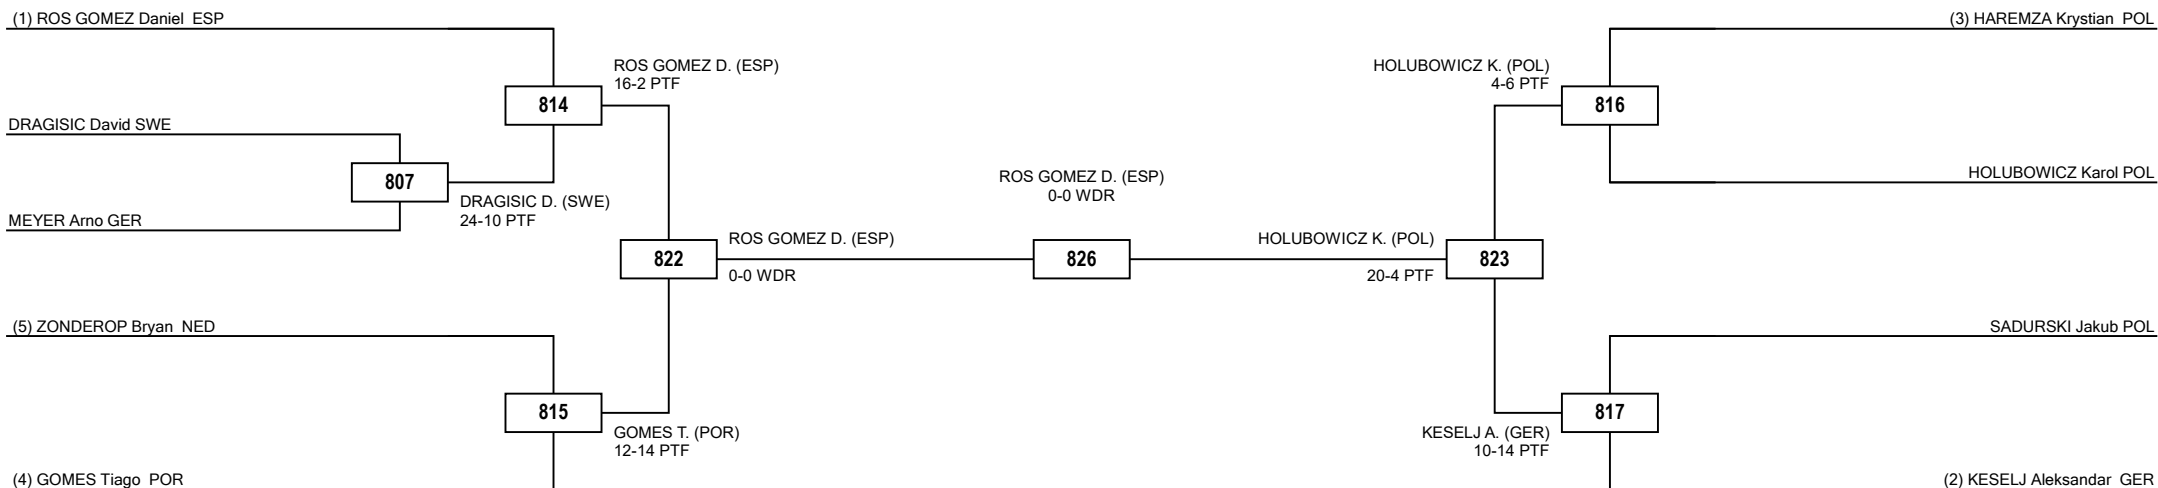 (1) ROS GOMEZ Daniel ESP
(3) HAREMZA Krystian POL
ROS GOMEZ D. (ESP)
16-2 PTF
HOLUBOWICZ K. (POL)
4-6 PTF
814
816
DRAGISIC David SWE
807
DRAGISIC D. (SWE)
24-10 PTF
MEYER Arno GER
ROS GOMEZ D. (ESP)
0-0 WDR
HOLUBOWICZ Karol POL
822
ROS GOMEZ D. (ESP)
0-0 WDR
826
HOLUBOWICZ K. (POL)
20-4 PTF
823
(5) ZONDEROP Bryan NED
SADURSKI Jakub POL
815
GOMES T. (POR)
12-14 PTF
817
KESELJ A. (GER)
10-14 PTF
(4) GOMES Tiago POR
(2) KESELJ Aleksandar GER